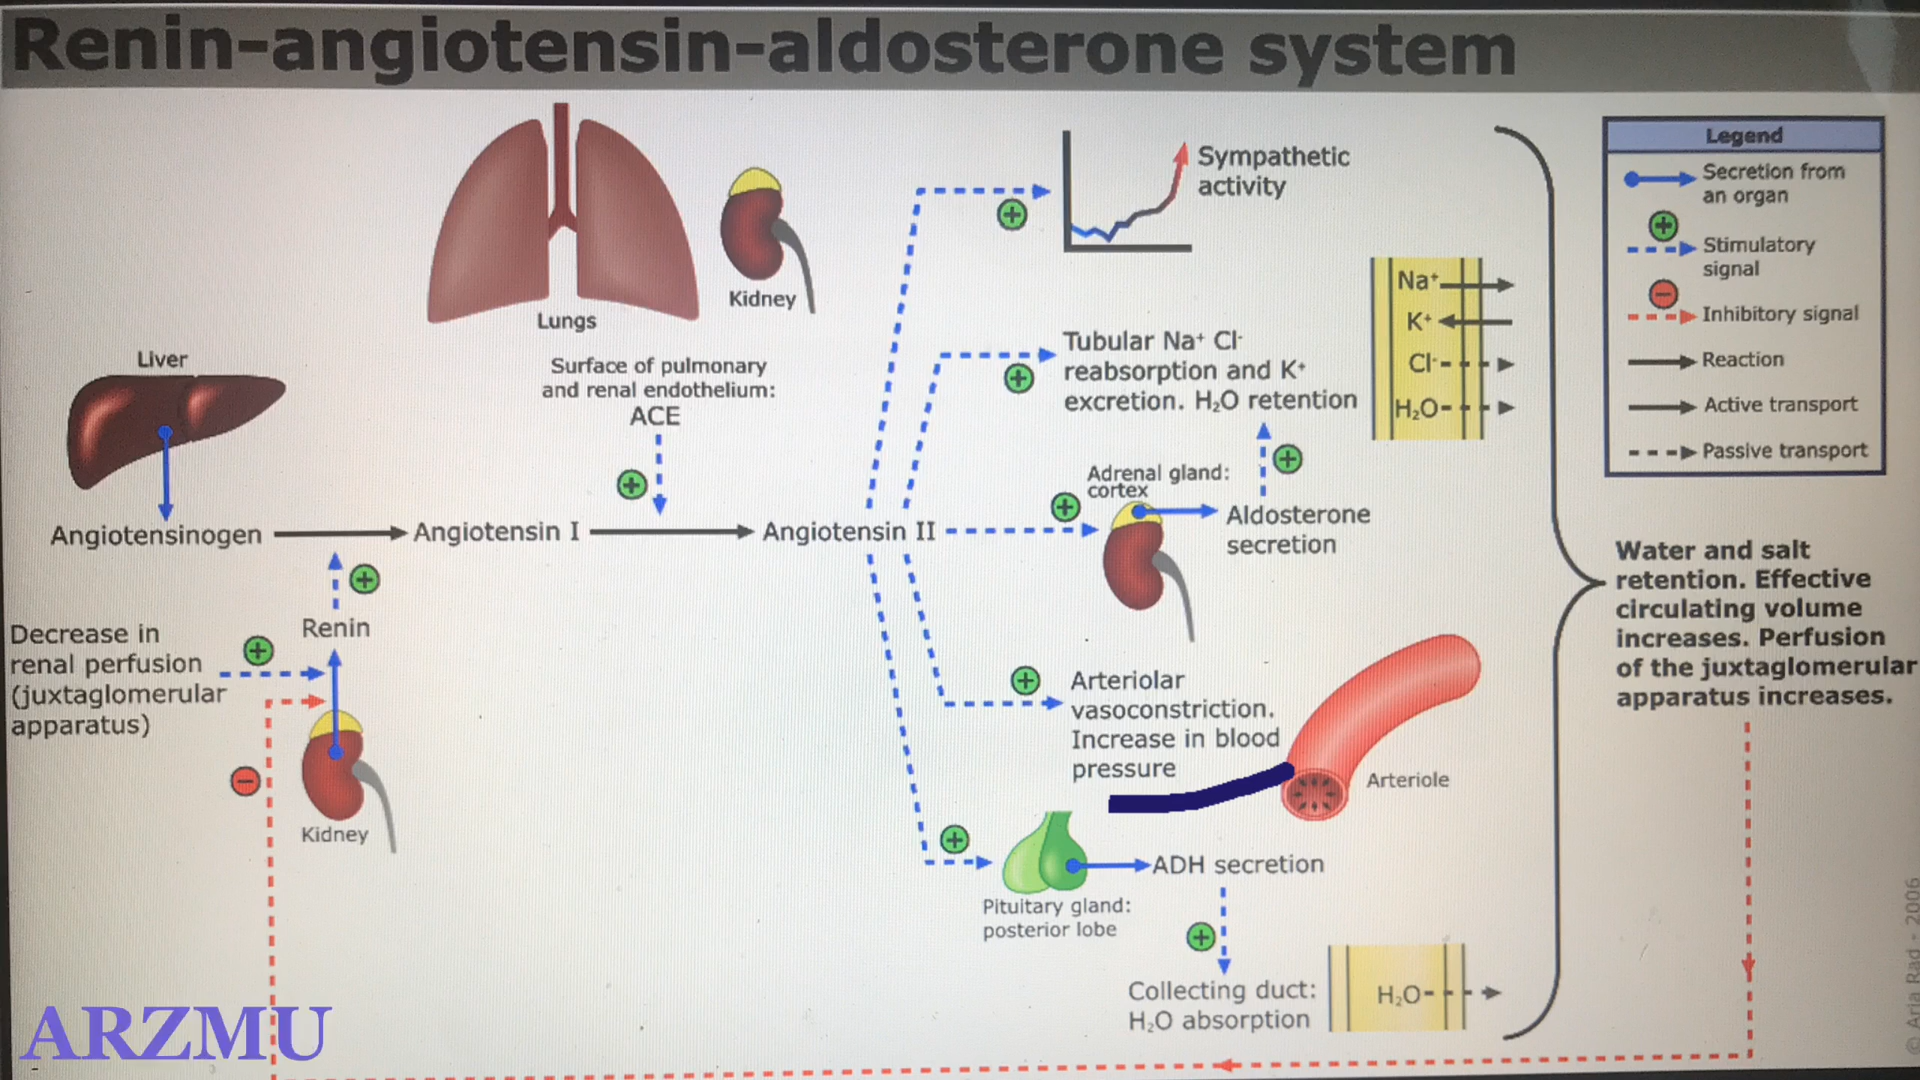 Renin-angiotensin-aldosterone system
Lungs
Kidney
Liver
Surface of pulmonary
and renal endothelium:
ACE
Angiotensinogen
Angiotensin I
Angiotensin II
Renin
Decrease in
renal perfusion
(juxtaglomerular
apparatus)
Kidney
Sympathetic
activity
Tubular Na⁺ Cl⁻
reabsorption and K⁺
excretion. H₂O retention
Na⁺
K⁺
Cl⁻
H₂O
Adrenal gland:
cortex
Aldosterone
secretion
Arteriolar
vasoconstriction.
Increase in blood
pressure
Arteriole
ADH secretion
Pituitary gland:
posterior lobe
Collecting duct:
H₂O absorption
H₂O
Legend
Secretion from
an organ
Stimulatory
signal
Inhibitory signal
Reaction
Active transport
Passive transport
Water and salt
retention. Effective
circulating volume
increases. Perfusion
of the juxtaglomerular
apparatus increases.
© Aria Rad - 2006
ARZMU